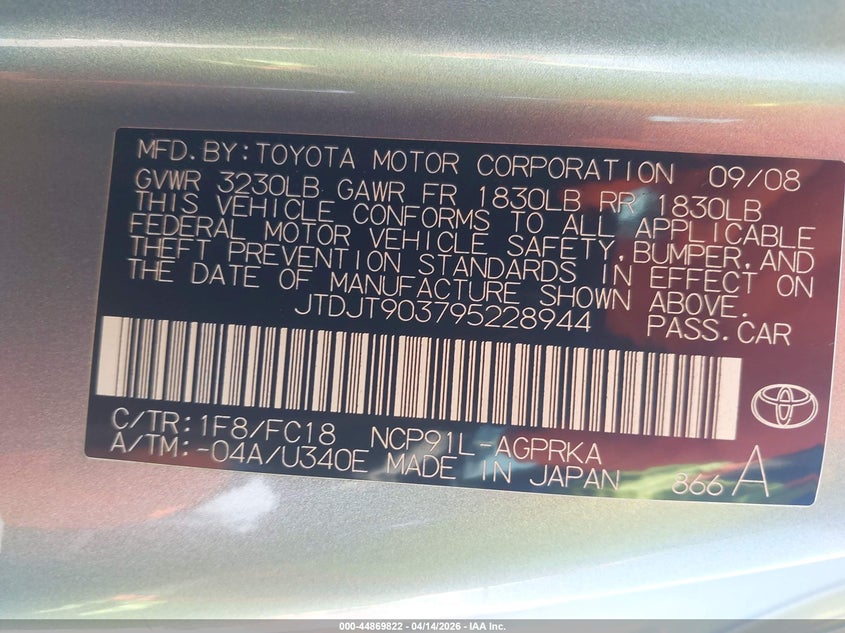 MFD.BY:TOYOTA MOTOR CORPORATION 09/08
GVWR 3230LB GAWR FR 1830LB RR 1830LB
THIS VEHICLE CONFORMS TO ALL APPLICABLE
FEDERAL MOTOR VEHICLE SAFETY,BUMPER,AND
THEFT PREVENTION STANDARDS IN EFFECT ON
THE DATE OF MANUFACTURE SHOWN ABOVE.
JTDJT903795228944 PASS.CAR
C/TR:1F8/FC18 NCP91L-AGPRKA
A/TM:-04A/U340E MADE IN JAPAN 866A
000-44869822 - 04/14/2026 - IAA Inc.